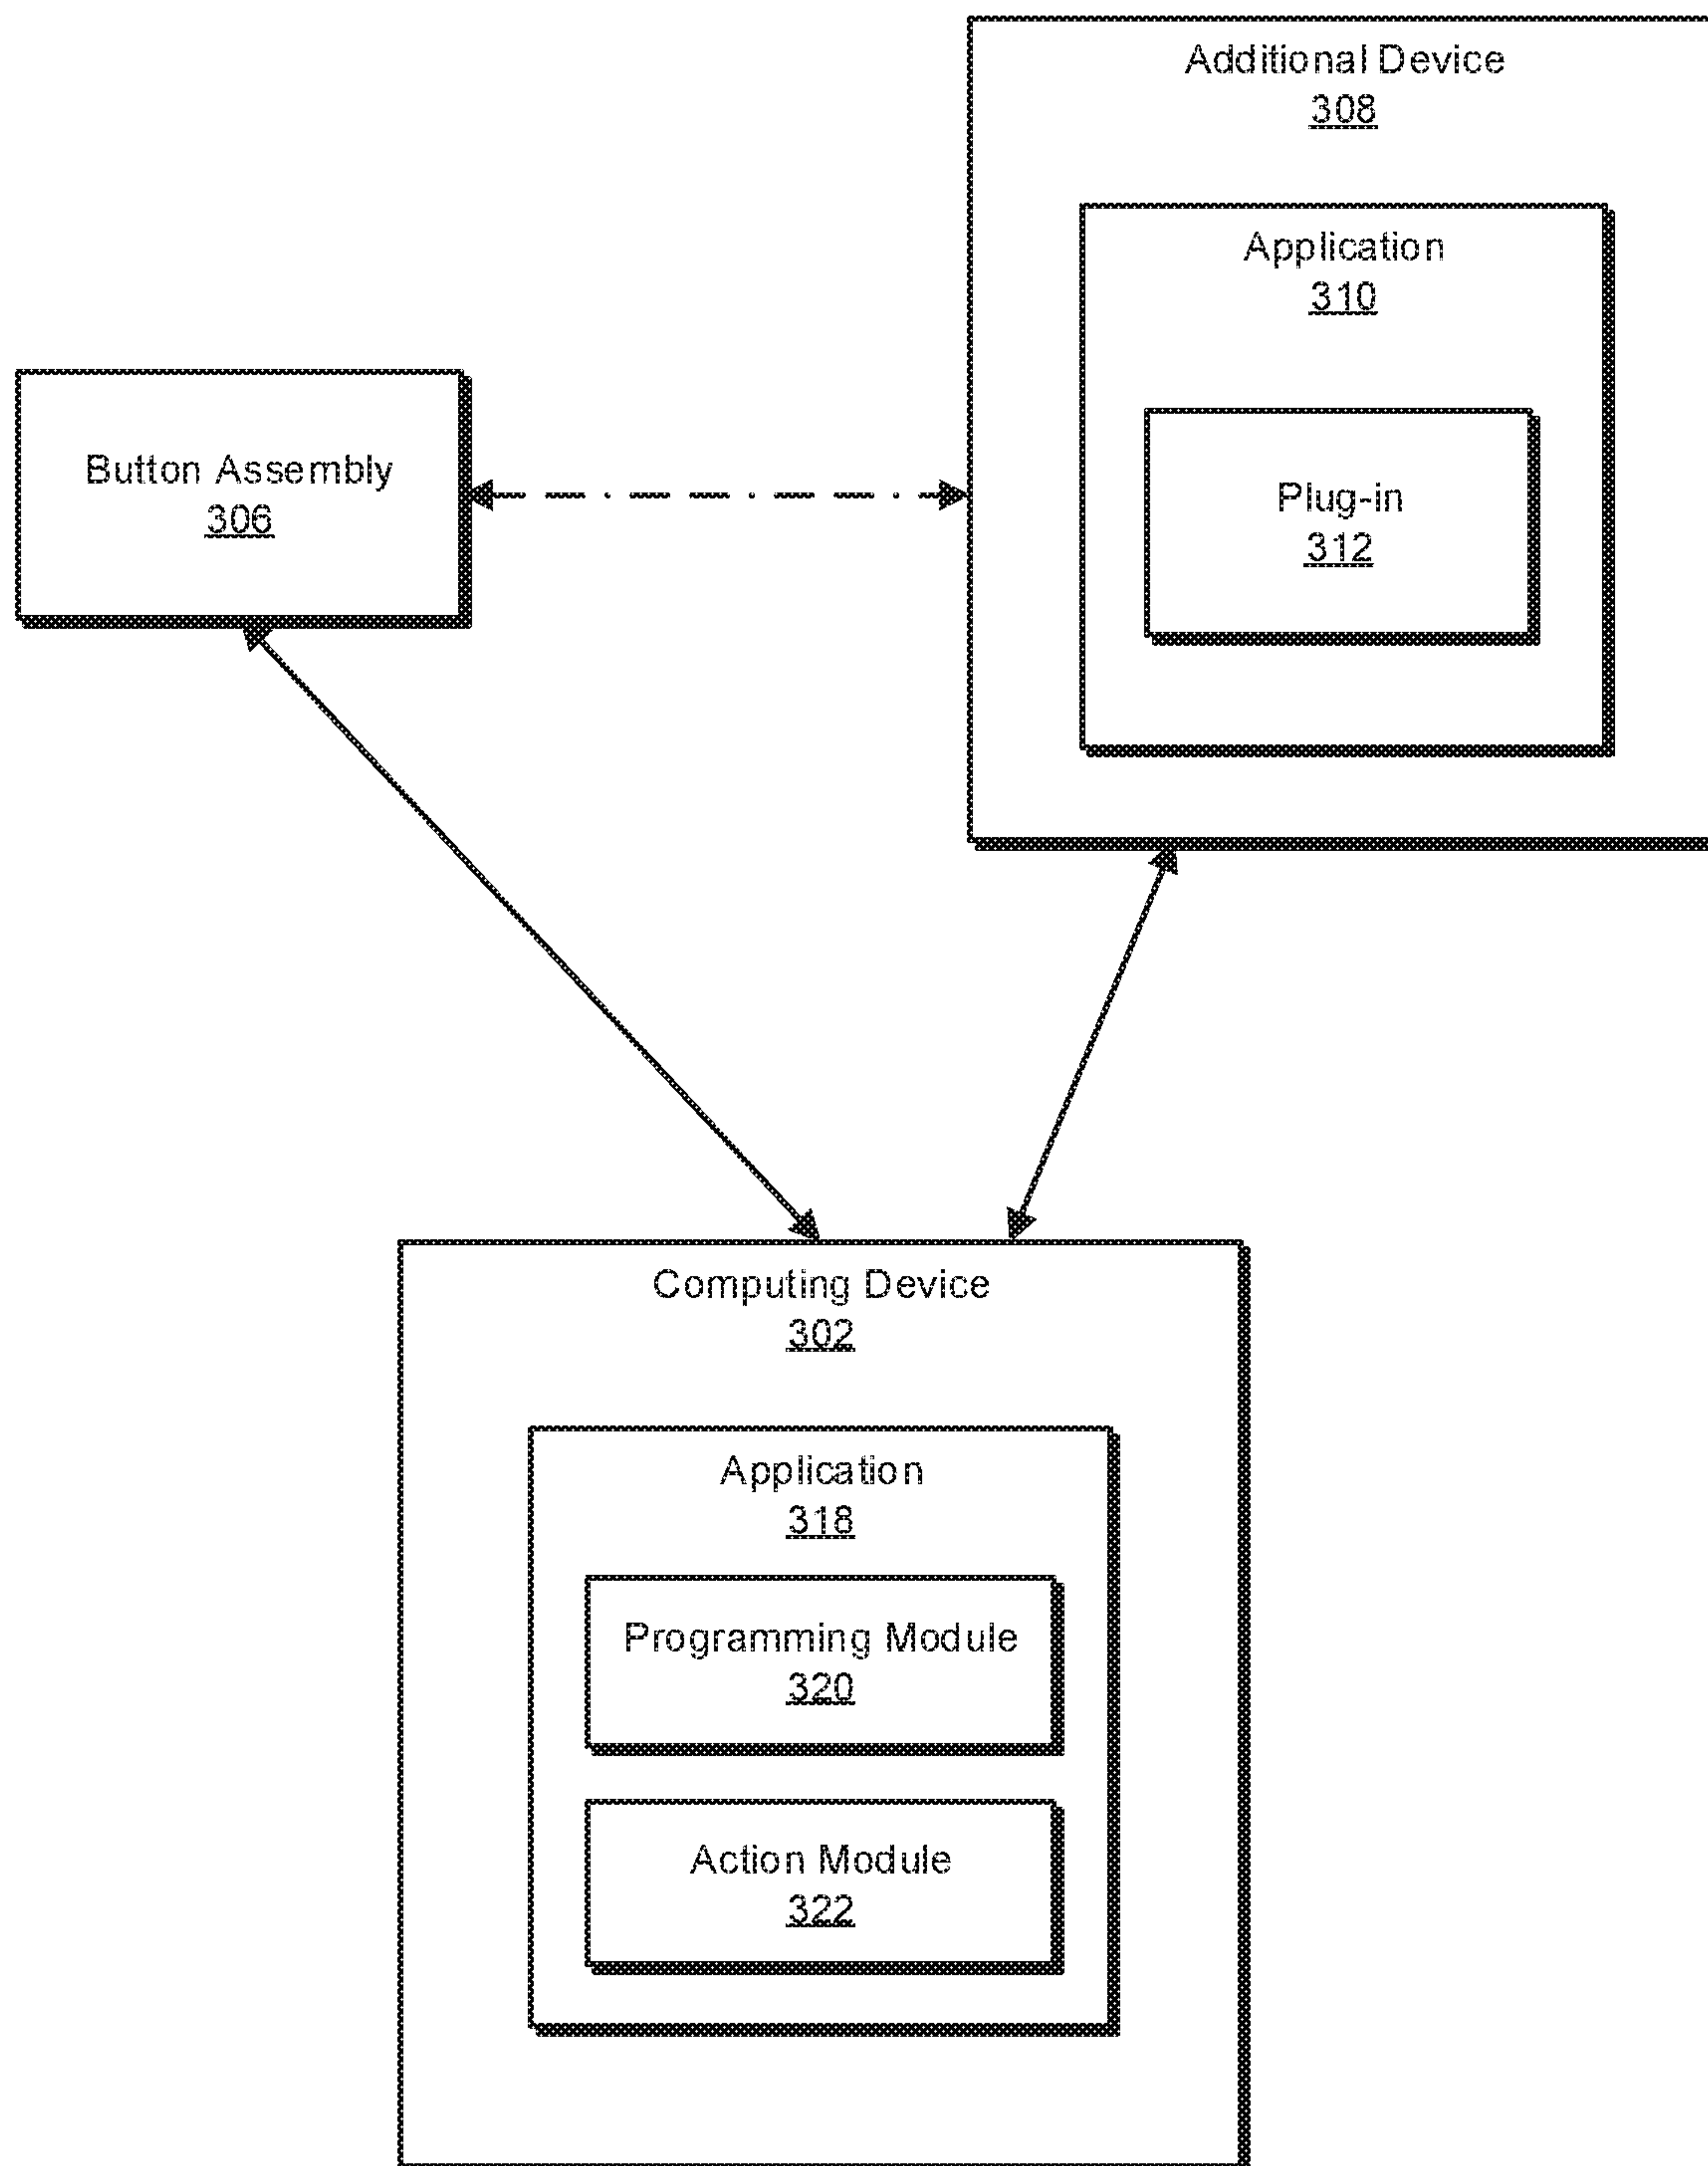 Additional Device
308
Application
310
Button Assembly
306
Plug-in
312
Computing Device
302
Application
318
Programming Module
320
Action Module
322